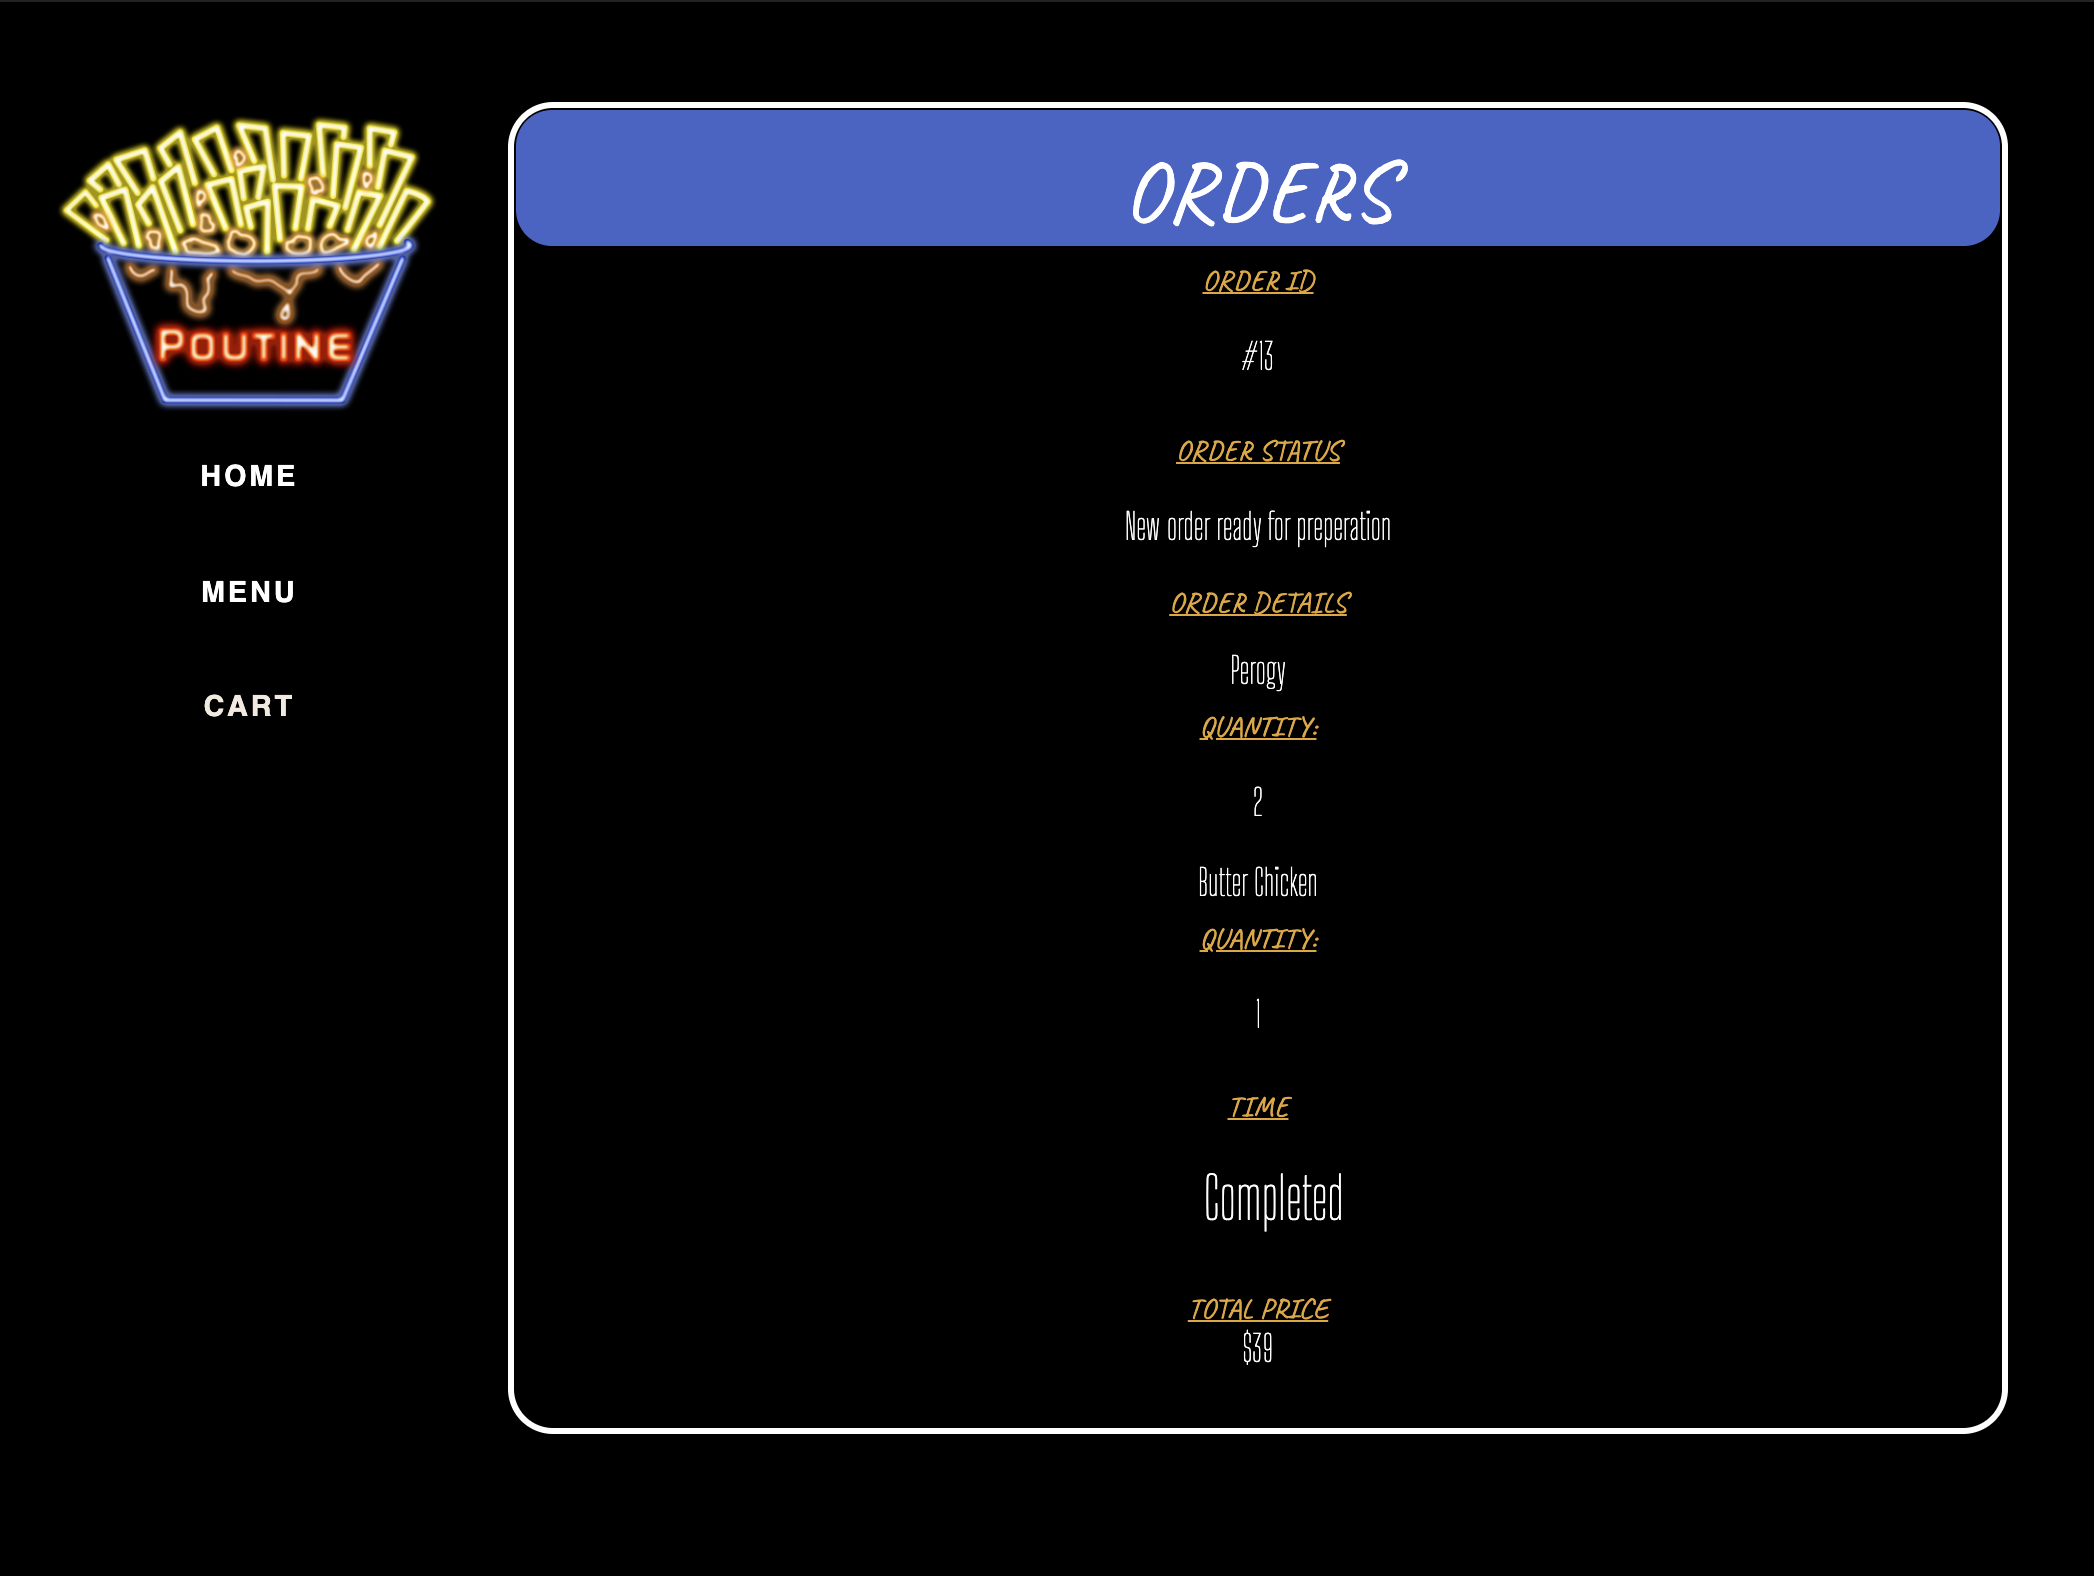 POUTINE
HOME
MENU
CART
ORDERS
ORDER ID
#13
ORDER STATUS
New order ready for preperation
ORDER DETAILS
Perogy
QUANTITY:
2
Butter Chicken
QUANTITY:
1
TIME
Completed
TOTAL PRICE
$39